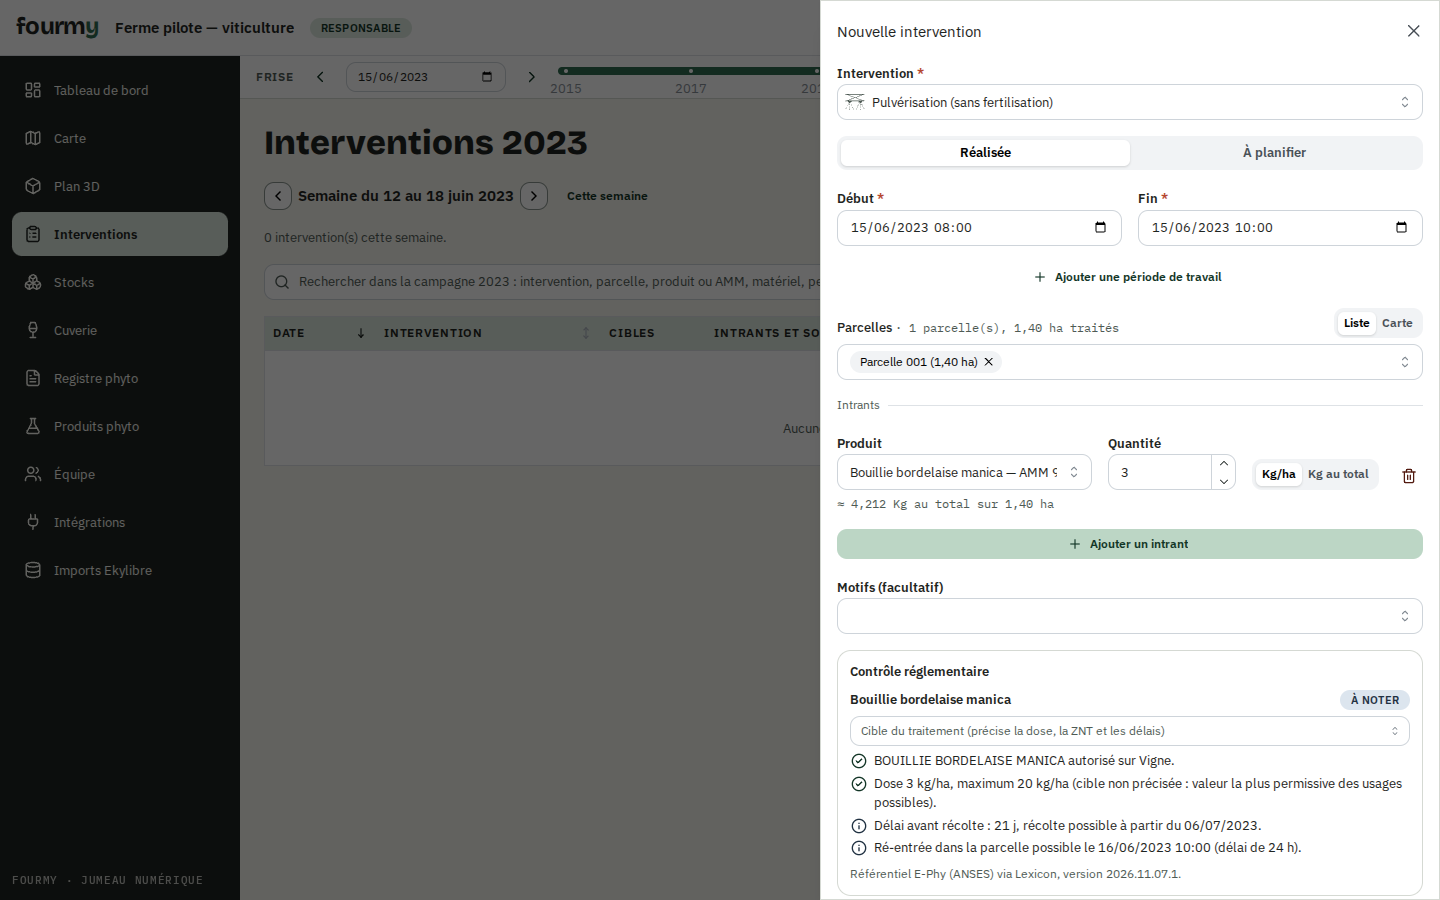 fourmy
Ferme pilote — viticulture
RESPONSABLE
Tableau de bord
Carte
Plan 3D
Interventions
Stocks
Cuverie
Registre phyto
Produits phyto
Équipe
Intégrations
Imports Ekylibre
FOURMY · JUMEAU NUMÉRIQUE
FRISE
15/06/2023
2015
2017
Interventions 2023
Semaine du 12 au 18 juin 2023
Cette semaine
0 intervention(s) cette semaine.
Rechercher dans la campagne 2023 : intervention, parcelle, produit ou AMM, matériel,
DATE
INTERVENTION
CIBLES
INTRANTS ET
Nouvelle intervention
Intervention *
Pulvérisation (sans fertilisation)
Réalisée
À planifier
Début *
Fin *
15/06/2023 08:00
15/06/2023 10:00
Ajouter une période de travail
Parcelles · 1 parcelle(s), 1,40 ha traités
Liste
Carte
Parcelle 001 (1,40 ha)
Intrants
Produit
Quantité
Bouillie bordelaise manica — AMM
3
Kg/ha
Kg au total
≈ 4,212 Kg au total sur 1,40 ha
Ajouter un intrant
Motifs (facultatif)
Contrôle réglementaire
Bouillie bordelaise manica
À NOTER
Cible du traitement (précise la dose, la ZNT et les délais)
BOUILLIE BORDELAISE MANICA autorisé sur Vigne.
Dose 3 kg/ha, maximum 20 kg/ha (cible non précisée : valeur la plus permissive des usages
possibles).
Délai avant récolte : 21 j, récolte possible à partir du 06/07/2023.
Ré-entrée dans la parcelle possible le 16/06/2023 10:00 (délai de 24 h).
Référentiel E-Phy (ANSES) via Lexicon, version 2026.11.07.1.